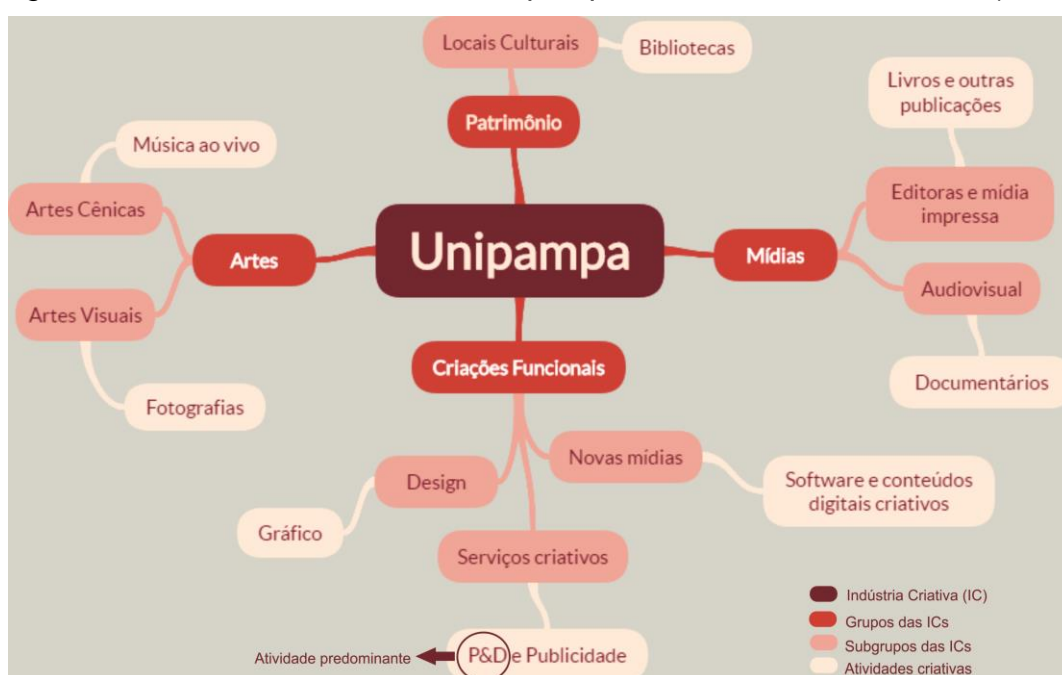 Locais Culturais
Bibliotecas
Patrimônio
Livros e outras
publicações
Música ao vivo
Artes Cênicas
Editoras e mídia
impressa
Unipampa
Artes
Mídias
Artes Visuais
Audiovisual
Criações Funcionais
Documentários
Fotografias
Novas mídias
Design
Software e conteúdos
digitais criativos
Gráfico
Serviços criativos
Indústria Criativa (IC)
Grupos das ICs
Subgrupos das ICs
Atividades criativas
Atividade predominante
P&D e Publicidade